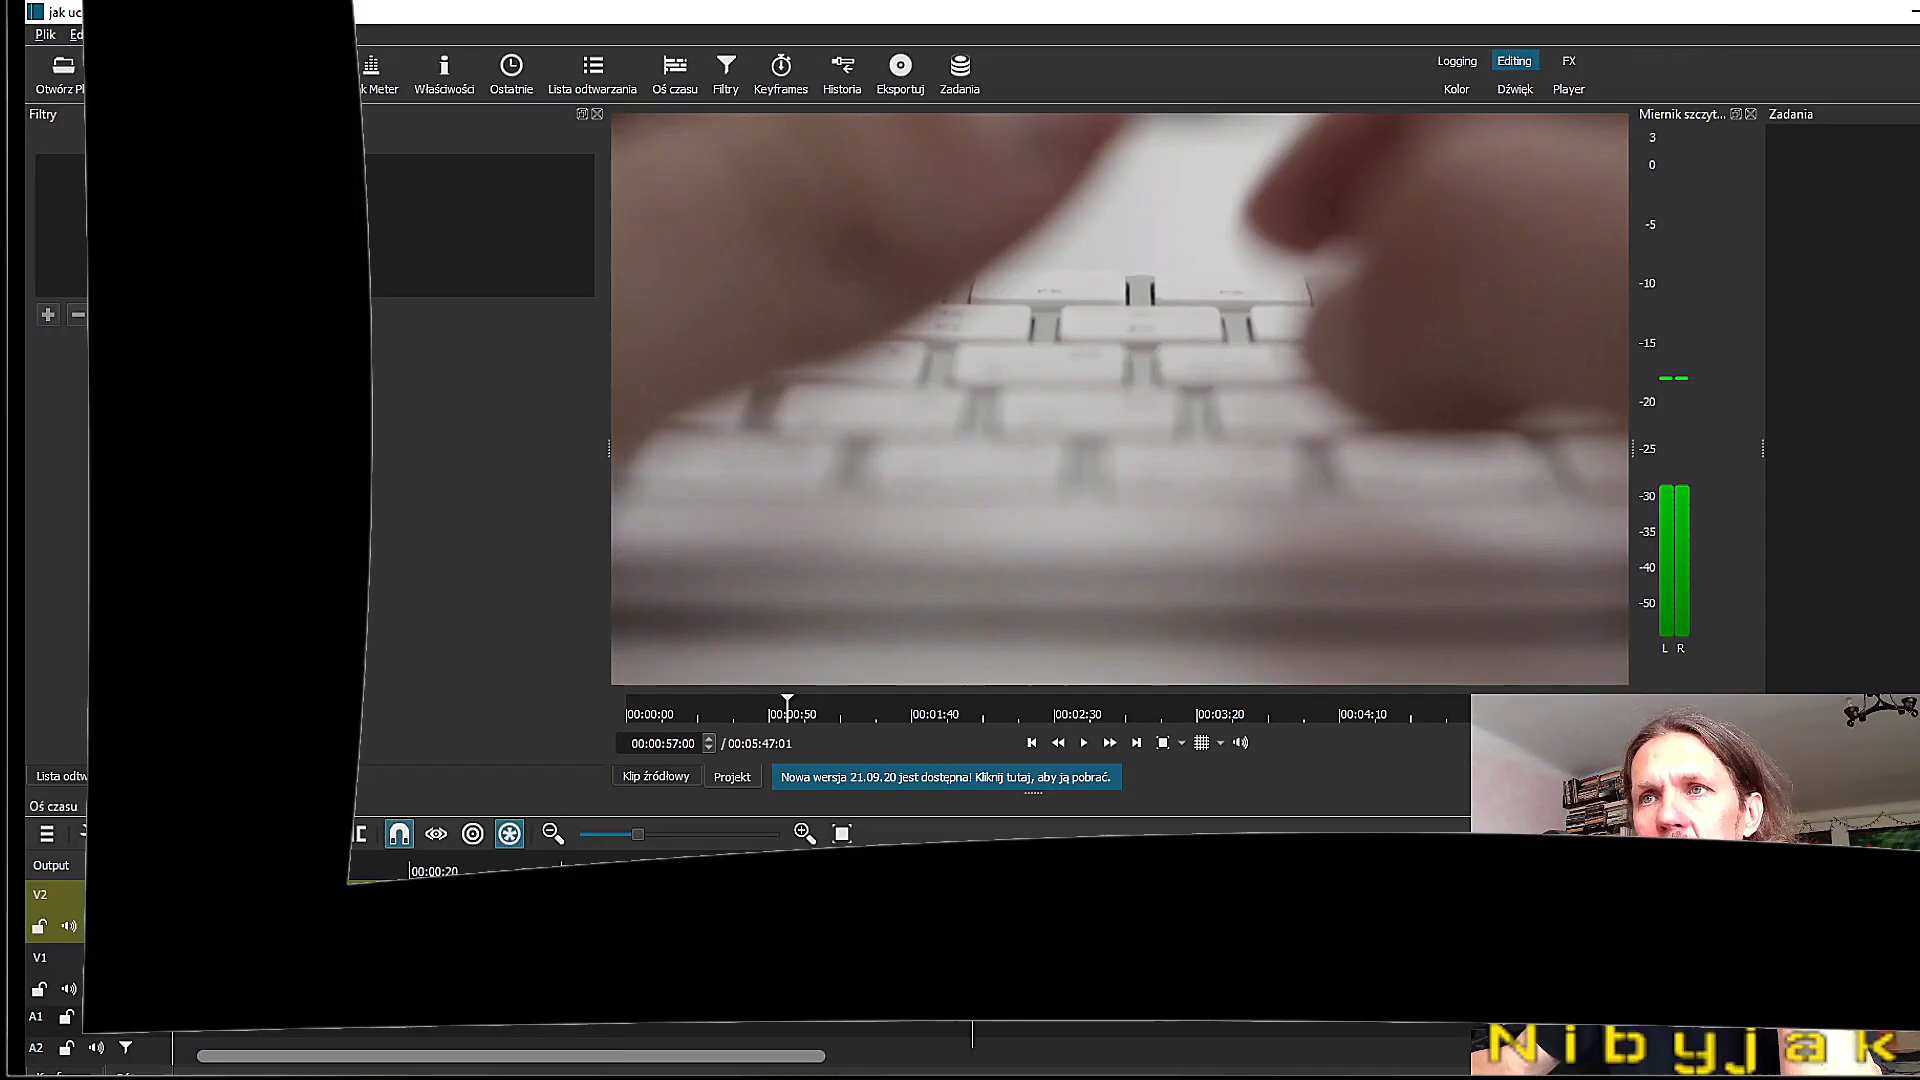 jak uc
Plik Ed
Otwórz Pl
k Meter
Właściwości
Ostatnie
Lista odtwarzania
Oś czasu
Filtry
Keyframes
Historia
Eksportuj
Zadania
Logging Editing FX
Kolor Dźwięk Player
Filtry
Miernik szczyt...
Zadania
3
0
-5
-10
-15
-20
-25
-30
-35
-40
-50
L R
00:00:00 00:00:50 00:01:40 00:02:30 00:03:20 00:04:10
00:00:57:00 / 00:05:47:01
Klip źródłowy Projekt Nowa wersja 21.09.20 jest dostępna! Kliknij tutaj, aby ją pobrać.
Lista odtw
Oś czasu
Output
00:00:20
V2
V1
A1
A2
Nibyjak